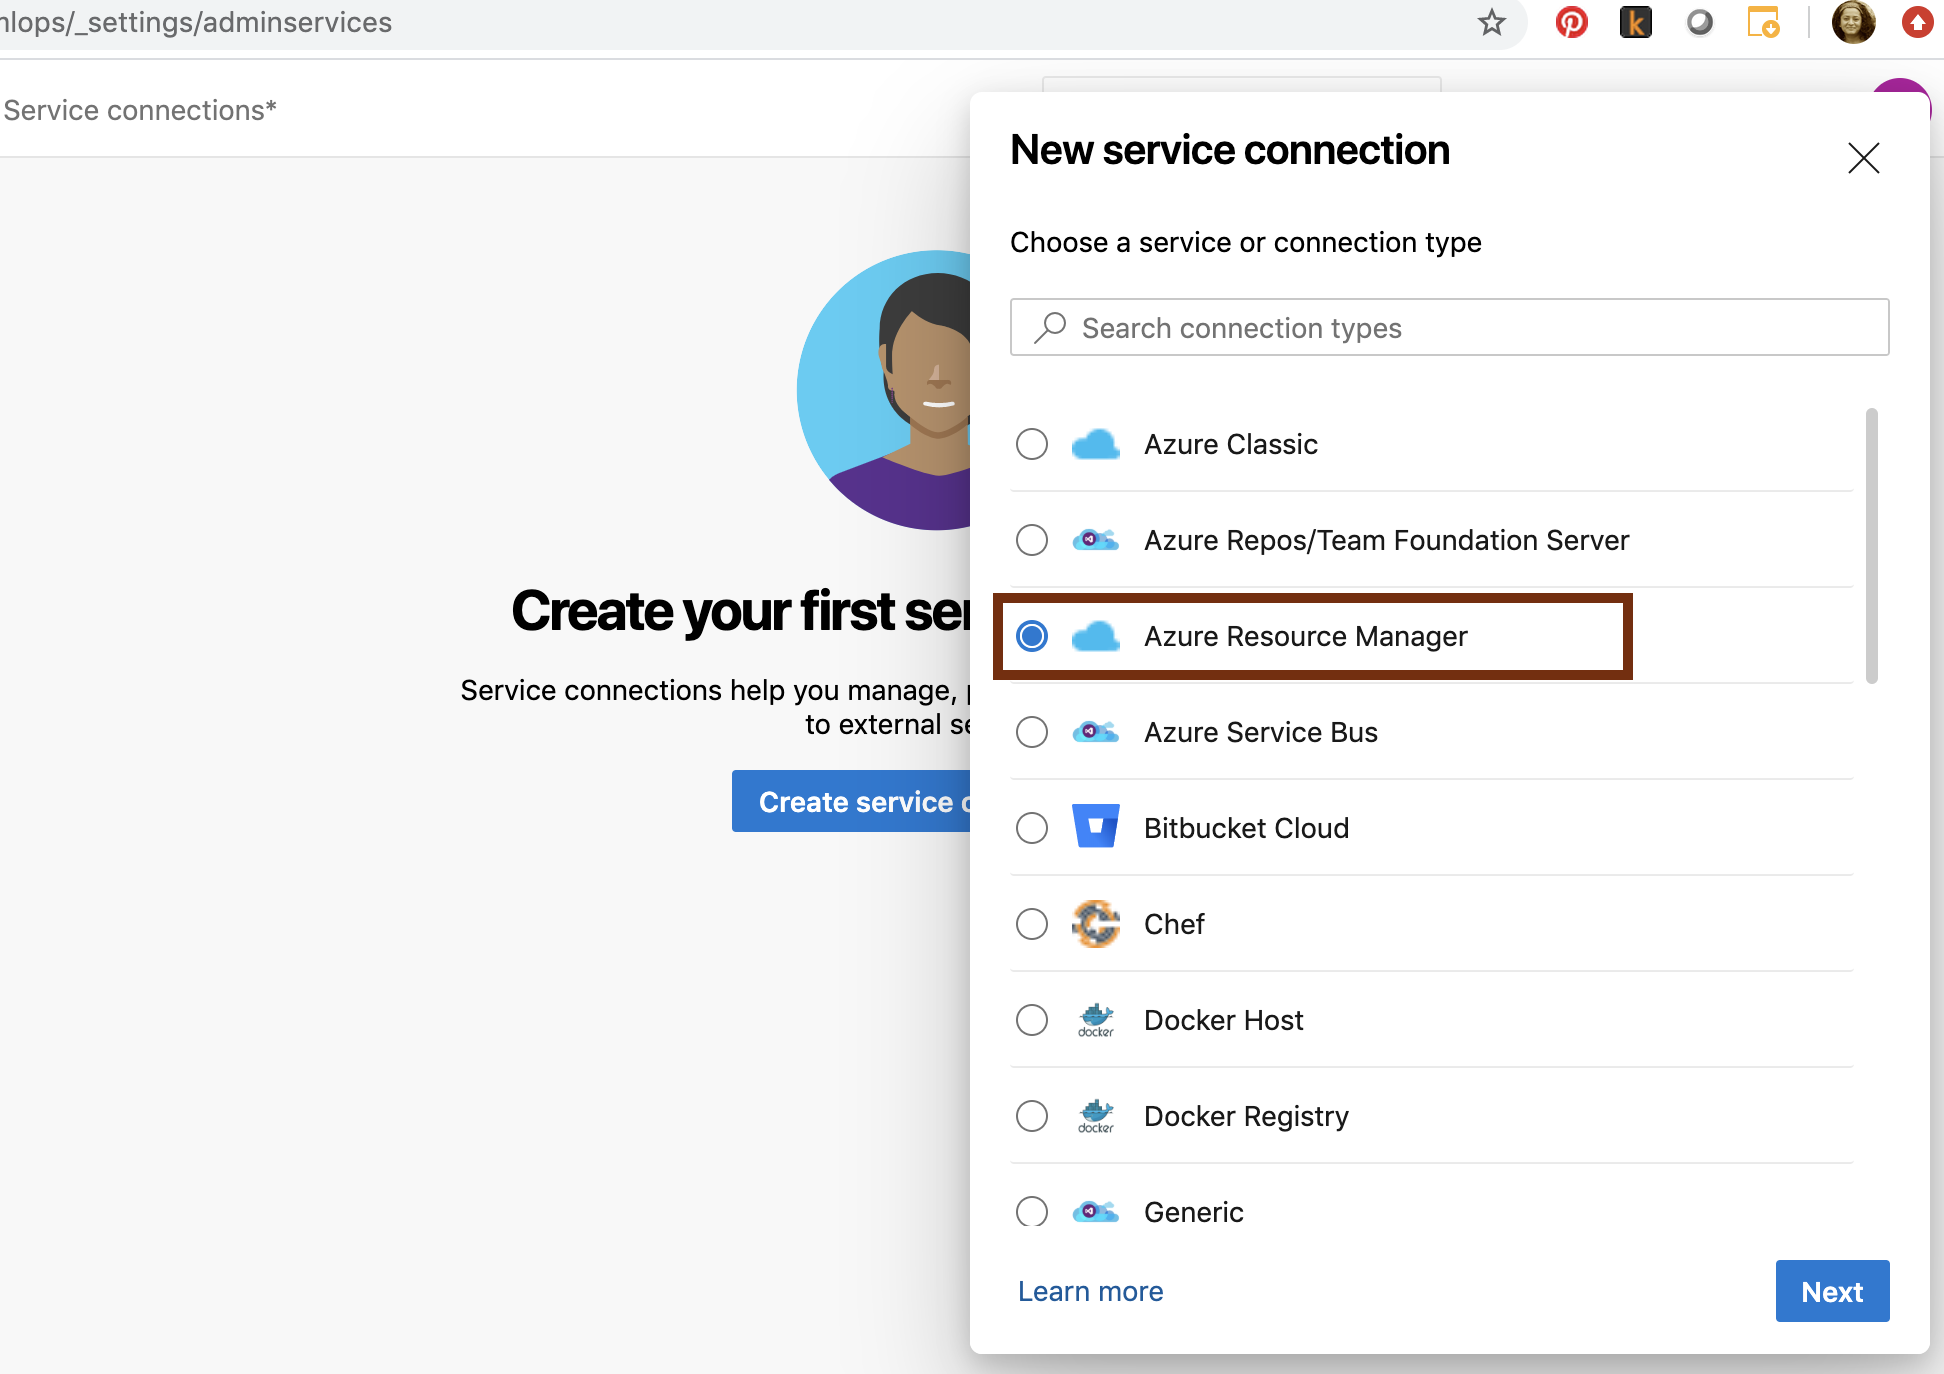 mlops/_settings/adminservices
Service connections*
Create your first ser
Service connections help you manage, p
to external se
Create service c
New service connection
Choose a service or connection type
Search connection types
Azure Classic
Azure Repos/Team Foundation Server
Azure Resource Manager
Azure Service Bus
Bitbucket Cloud
Chef
docker Docker Host
docker Docker Registry
Generic
Learn more
Next